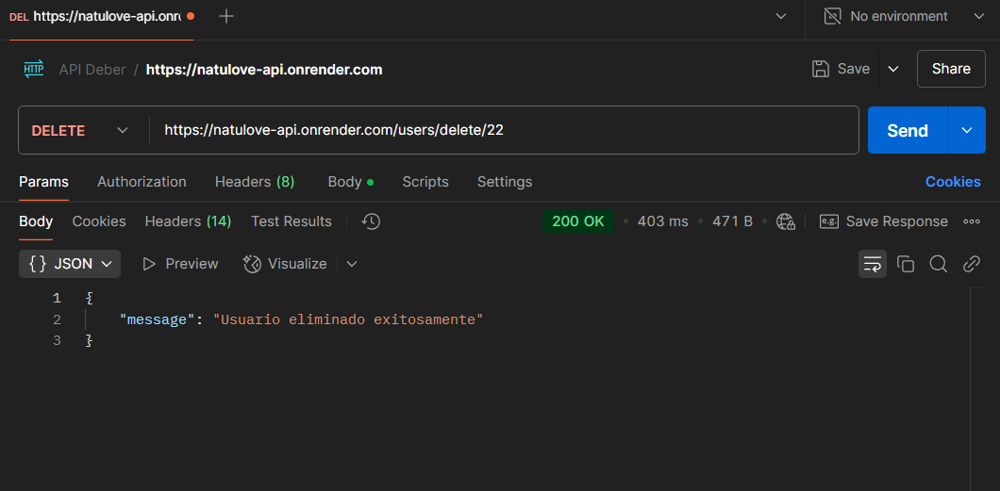 DEL https://natulove-api.onr
No environment
HTTP API Deber / https://natulove-api.onrender.com
Save
Share
DELETE
https://natulove-api.onrender.com/users/delete/22
Send
Params Authorization Headers (8) Body Scripts Settings Cookies
Body Cookies Headers (14) Test Results 200 OK 403 ms 471 B e.g. Save Response
{} JSON Preview Visualize
1 {
2 "message": "Usuario eliminado exitosamente"
3 }